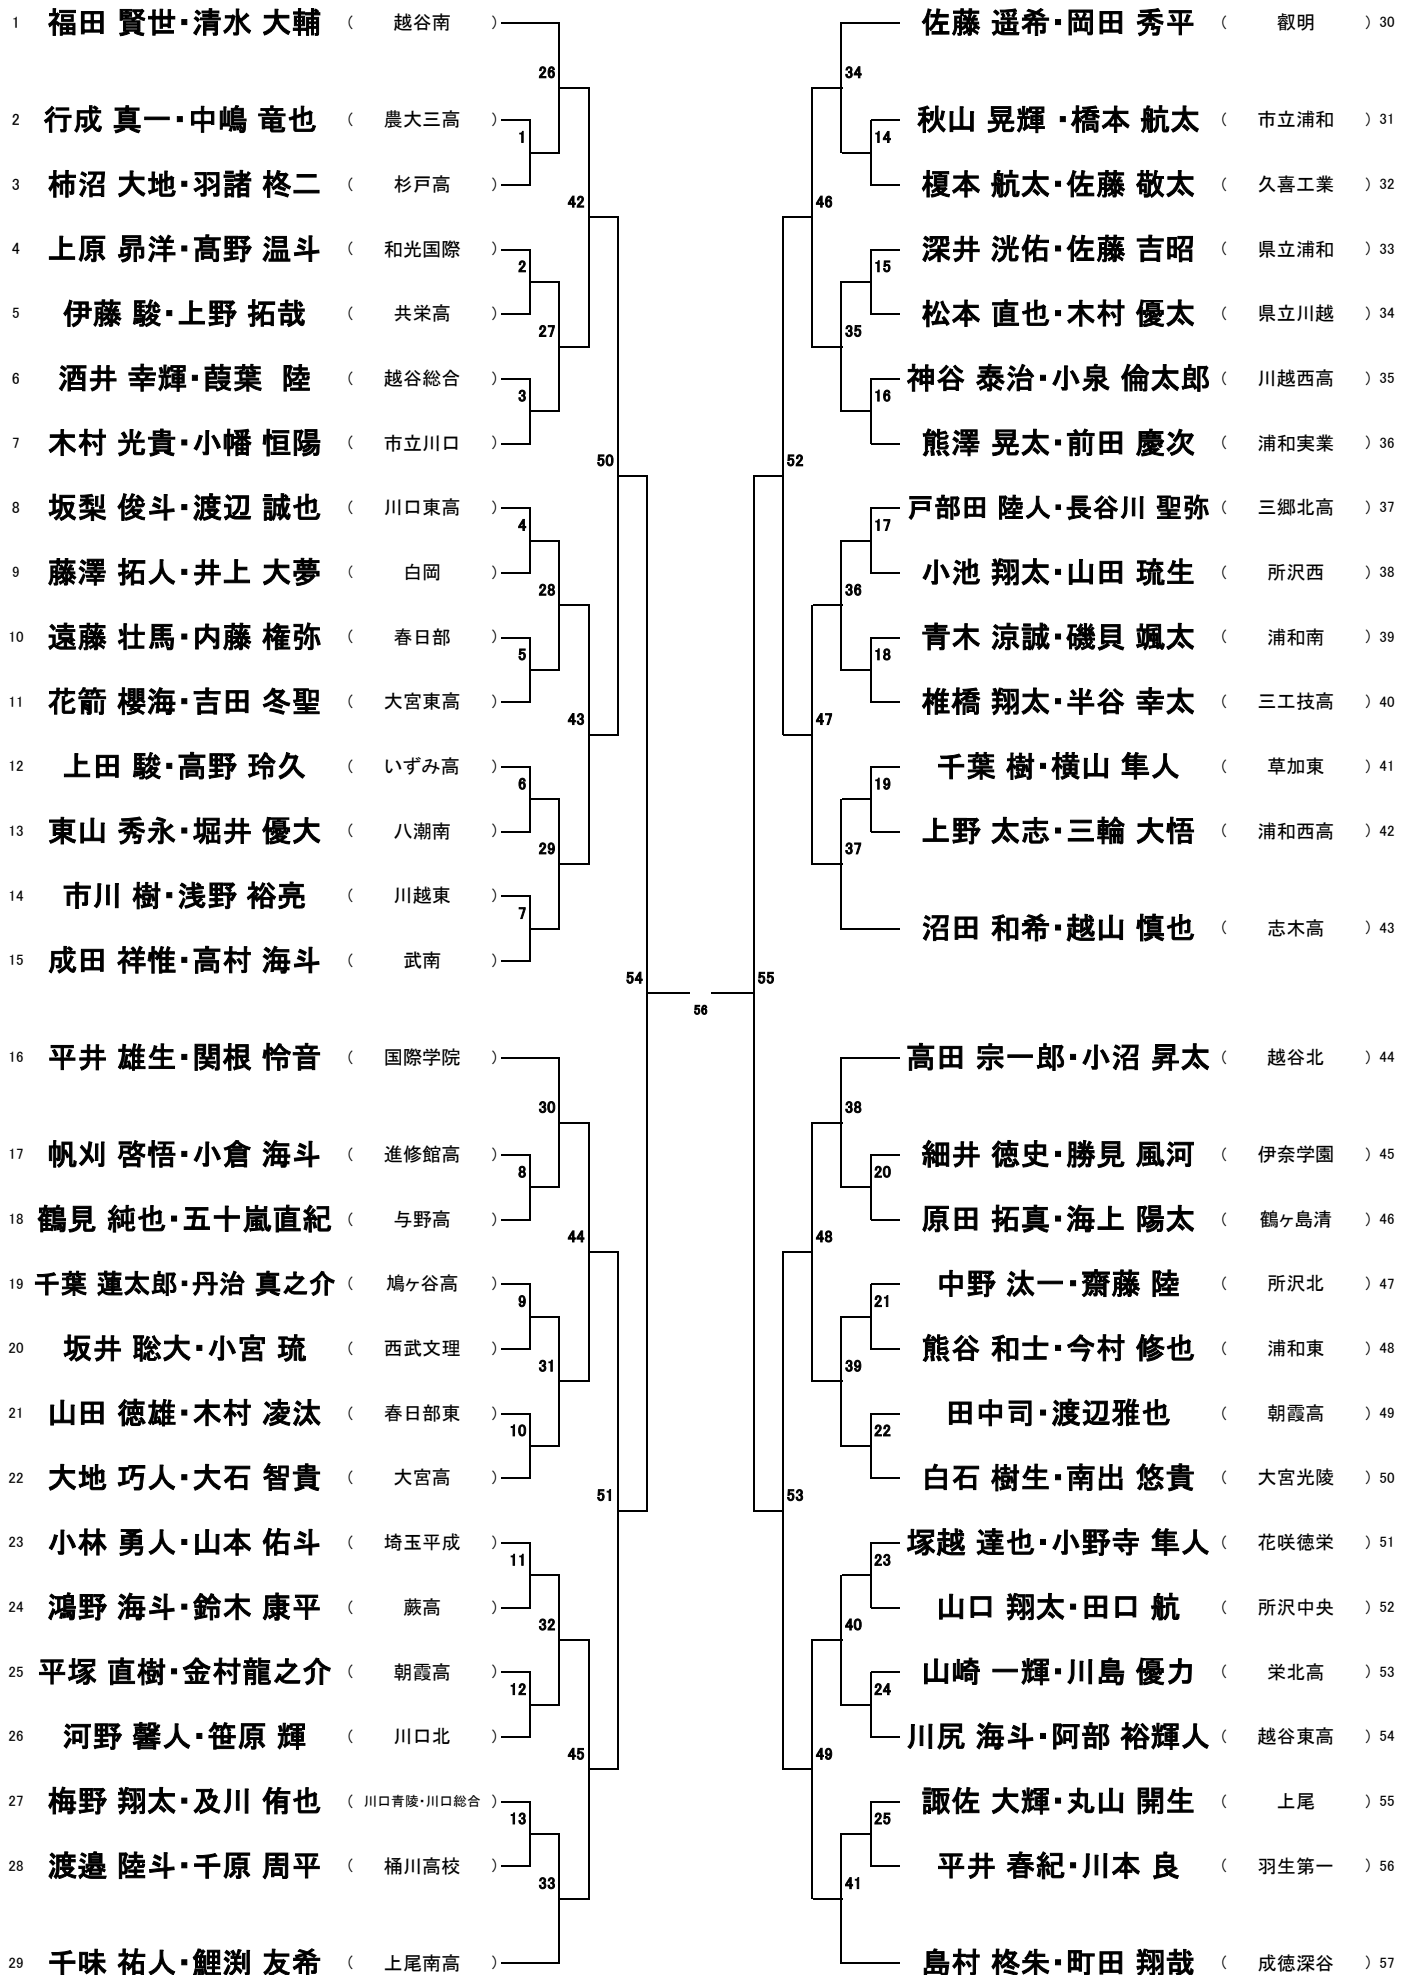 1 福田 賢世・清水 大輔 ( 越谷南 )
26
2 行成 真一・中嶋 竜也 ( 農大三高 )
1
3 柿沼 大地・羽諸 柊二 ( 杉戸高 )
42
4 上原 昴洋・髙野 温斗 ( 和光国際 )
2
5 伊藤 駿・上野 拓哉 ( 共栄高 )
27
6 酒井 幸輝・葭葉 陸 ( 越谷総合 )
3
7 木村 光貴・小幡 恒陽 ( 市立川口 )
50
8 坂梨 俊斗・渡辺 誠也 ( 川口東高 )
4
9 藤澤 拓人・井上 大夢 ( 白岡 )
28
10 遠藤 壮馬・内藤 権弥 ( 春日部 )
5
11 花箭 櫻海・吉田 冬聖 ( 大宮東高 )
43
12 上田 駿・高野 玲久 ( いずみ高 )
6
13 東山 秀永・堀井 優大 ( 八潮南 )
29
14 市川 樹・浅野 裕亮 ( 川越東 )
7
15 成田 祥惟・高村 海斗 ( 武南 )
54
16 平井 雄生・関根 怜音 ( 国際学院 )
30
17 帆刈 啓悟・小倉 海斗 ( 進修館高 )
8
18 鶴見 純也・五十嵐直紀 ( 与野高 )
44
19 千葉 蓮太郎・丹治 真之介 ( 鳩ヶ谷高 )
9
20 坂井 聡大・小宮 琉 ( 西武文理 )
31
21 山田 徳雄・木村 凌汰 ( 春日部東 )
10
22 大地 巧人・大石 智貴 ( 大宮高 )
51
23 小林 勇人・山本 佑斗 ( 埼玉平成 )
11
24 鴻野 海斗・鈴木 康平 ( 蕨高 )
32
25 平塚 直樹・金村龍之介 ( 朝霞高 )
12
26 河野 馨人・笹原 輝 ( 川口北 )
45
27 梅野 翔太・及川 侑也 ( 川口青陵・川口総合 )
13
28 渡邉 陸斗・千原 周平 ( 桶川高校 )
33
29 千味 祐人・鯉渕 友希 ( 上尾南高 )
56
佐藤 遥希・岡田 秀平 ( 叡明 ) 30
34
秋山 晃輝 ・橋本 航太 ( 市立浦和 ) 31
14
榎本 航太・佐藤 敬太 ( 久喜工業 ) 32
46
深井 洸佑・佐藤 吉昭 ( 県立浦和 ) 33
15
松本 直也・木村 優太 ( 県立川越 ) 34
35
神谷 泰治・小泉 倫太郎 ( 川越西高 ) 35
16
熊澤 晃太・前田 慶次 ( 浦和実業 ) 36
52
戸部田 陸人・長谷川 聖弥 ( 三郷北高 ) 37
17
小池 翔太・山田 琉生 ( 所沢西 ) 38
36
青木 涼誠・磯貝 颯太 ( 浦和南 ) 39
18
椎橋 翔太・半谷 幸太 ( 三工技高 ) 40
47
千葉 樹・横山 隼人 ( 草加東 ) 41
19
上野 太志・三輪 大悟 ( 浦和西高 ) 42
37
沼田 和希・越山 慎也 ( 志木高 ) 43
55
高田 宗一郎・小沼 昇太 ( 越谷北 ) 44
38
細井 徳史・勝見 風河 ( 伊奈学園 ) 45
20
原田 拓真・海上 陽太 ( 鶴ヶ島清 ) 46
48
中野 汰一・齋藤 陸 ( 所沢北 ) 47
21
熊谷 和士・今村 修也 ( 浦和東 ) 48
39
田中司・渡辺雅也 ( 朝霞高 ) 49
22
白石 樹生・南出 悠貴 ( 大宮光陵 ) 50
53
塚越 達也・小野寺 隼人 ( 花咲徳栄 ) 51
23
山口 翔太・田口 航 ( 所沢中央 ) 52
40
山崎 一輝・川島 優力 ( 栄北高 ) 53
24
川尻 海斗・阿部 裕輝人 ( 越谷東高 ) 54
49
諏佐 大輝・丸山 開生 ( 上尾 ) 55
25
平井 春紀・川本 良 ( 羽生第一 ) 56
41
島村 柊朱・町田 翔哉 ( 成徳深谷 ) 57